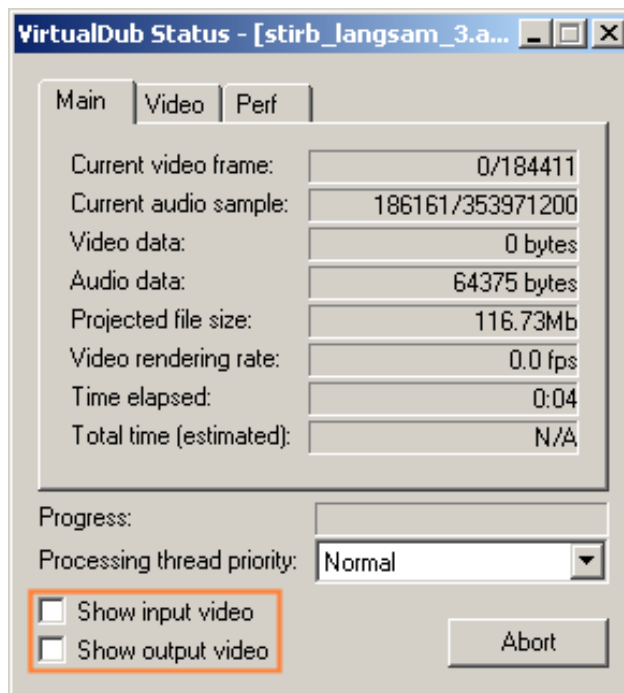 VirtualDub Status - [stirb_langsam_3.a...
Main Video Perf
Current video frame: 0/184411
Current audio sample: 186161/353971200
Video data: 0 bytes
Audio data: 64375 bytes
Projected file size: 116.73Mb
Video rendering rate: 0.0 fps
Time elapsed: 0:04
Total time (estimated): N/A
Progress:
Processing thread priority: Normal
Show input video
Show output video
Abort